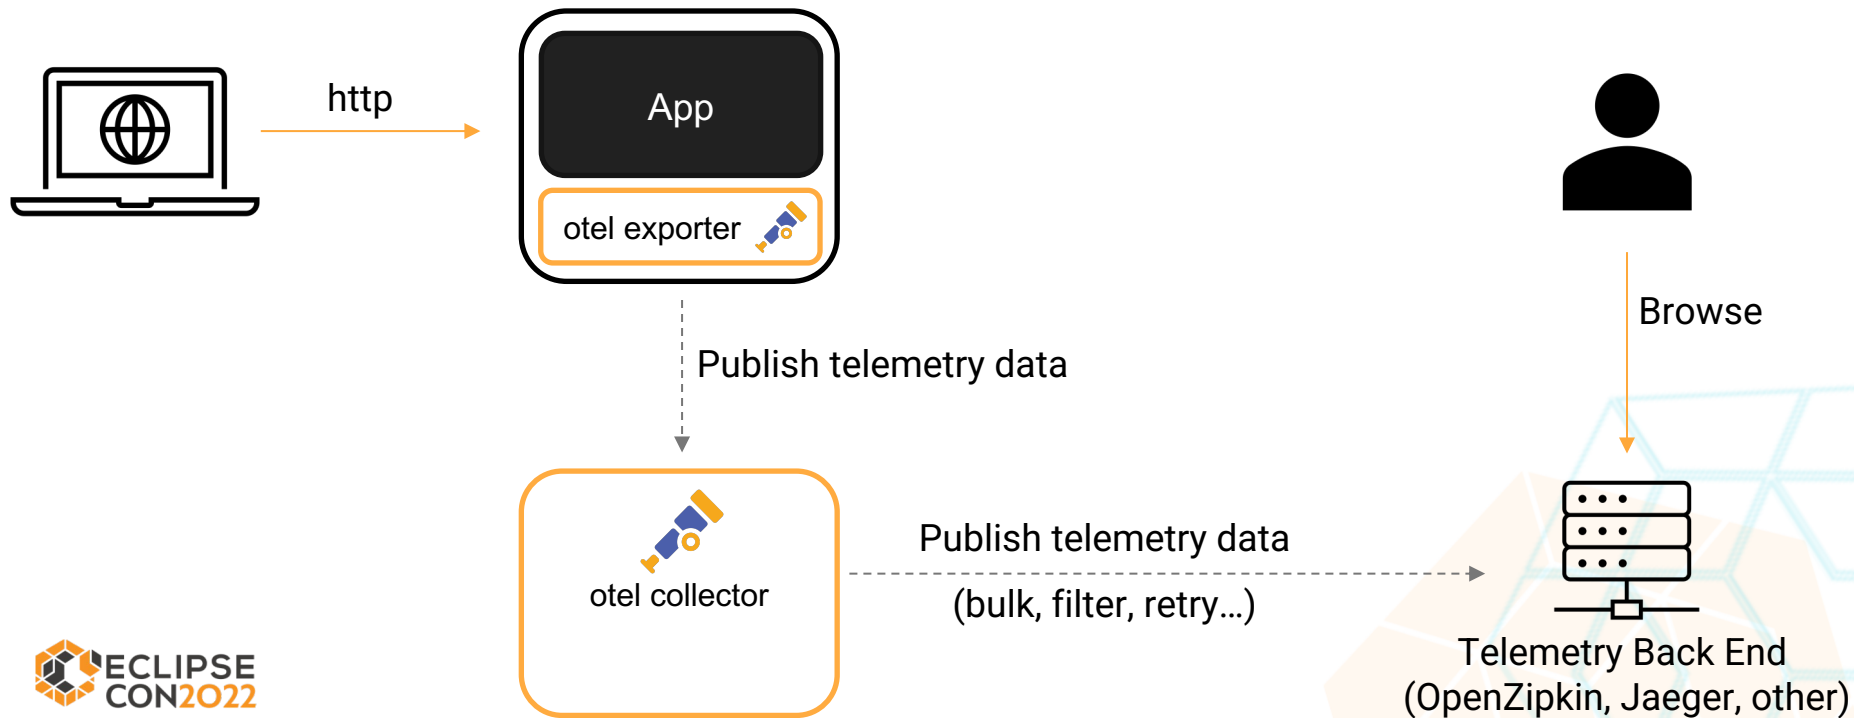 http
App
otel exporter
Publish telemetry data
Browse
otel collector
Publish telemetry data
(bulk, filter, retry...)
Telemetry Back End
(OpenZipkin, Jaeger, other)
ECLIPSE
CON2022